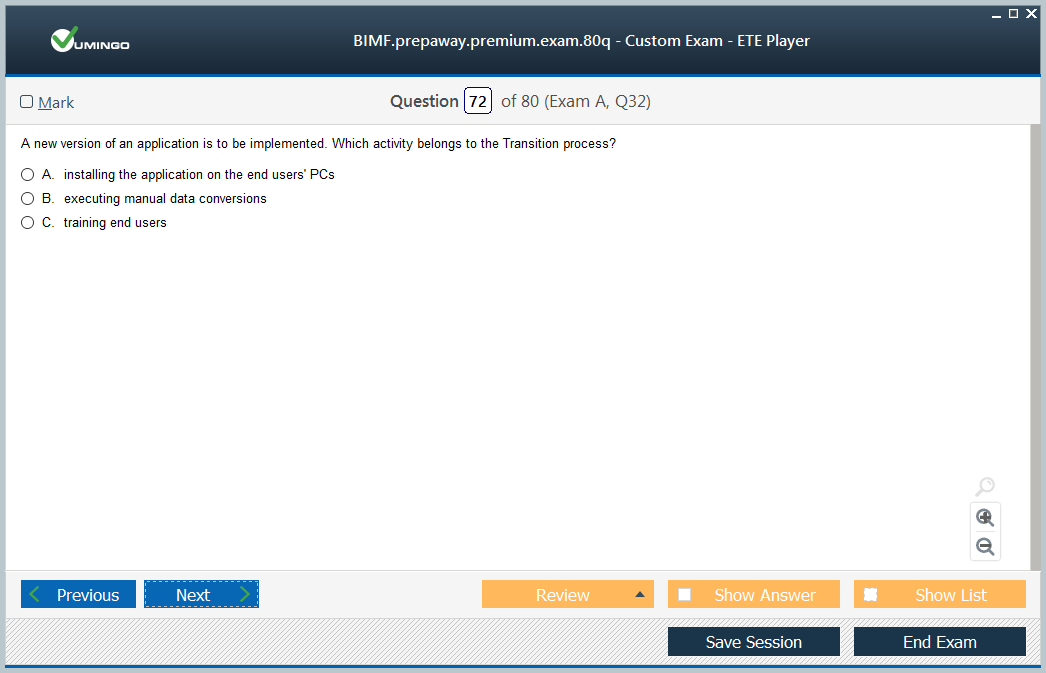 VUMINGO
BIMF.prepaway.premium.exam.80q - Custom Exam - ETE Player
Mark
Question 72 of 80 (Exam A, Q32)
A new version of an application is to be implemented. Which activity belongs to the Transition process?
A. installing the application on the end users' PCs
B. executing manual data conversions
C. training end users
Previous
Next
Review
Show Answer
Show List
Save Session
End Exam